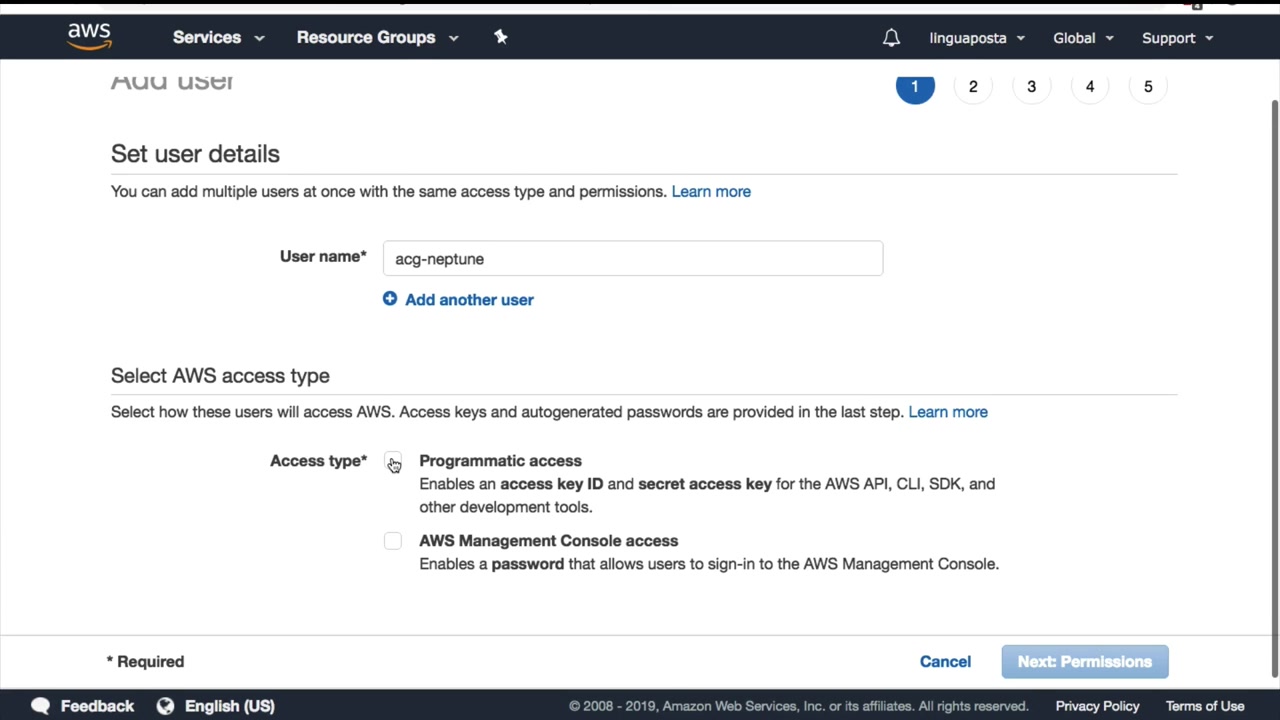 aws Services Resource Groups linguaposta Global Support
Add user 1 2 3 4 5
Set user details
You can add multiple users at once with the same access type and permissions. Learn more
User name* acg-neptune
Add another user
Select AWS access type
Select how these users will access AWS. Access keys and autogenerated passwords are provided in the last step. Learn more
Access type* Programmatic access
Enables an access key ID and secret access key for the AWS API, CLI, SDK, and
other development tools.
AWS Management Console access
Enables a password that allows users to sign-in to the AWS Management Console.
* Required Cancel Next: Permissions
Feedback English (US) © 2008 - 2019, Amazon Web Services, Inc. or its affiliates. All rights reserved. Privacy Policy Terms of Use